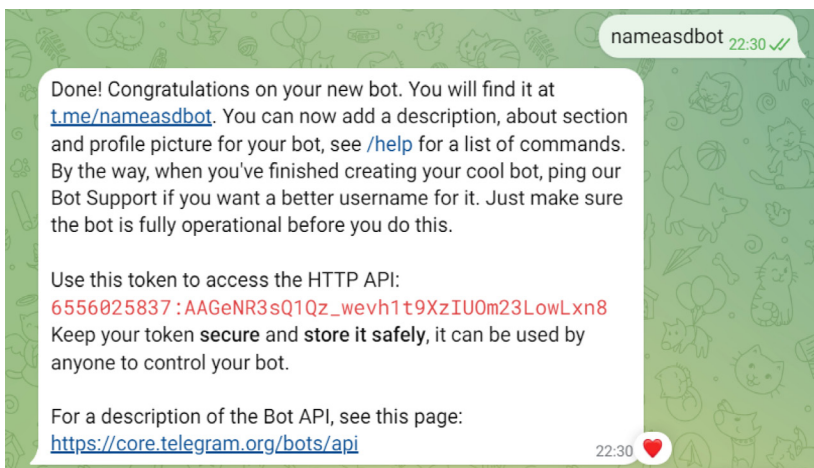 nameasdbot 22:30
Done! Congratulations on your new bot. You will find it at
t.me/nameasdbot. You can now add a description, about section
and profile picture for your bot, see /help for a list of commands.
By the way, when you've finished creating your cool bot, ping our
Bot Support if you want a better username for it. Just make sure
the bot is fully operational before you do this.
Use this token to access the HTTP API:
6556025837:AAGeNR3sQ1Qz_wevh1t9XzIUOm23LowLxn8
Keep your token secure and store it safely, it can be used by
anyone to control your bot.
For a description of the Bot API, see this page:
https://core.telegram.org/bots/api
22:30